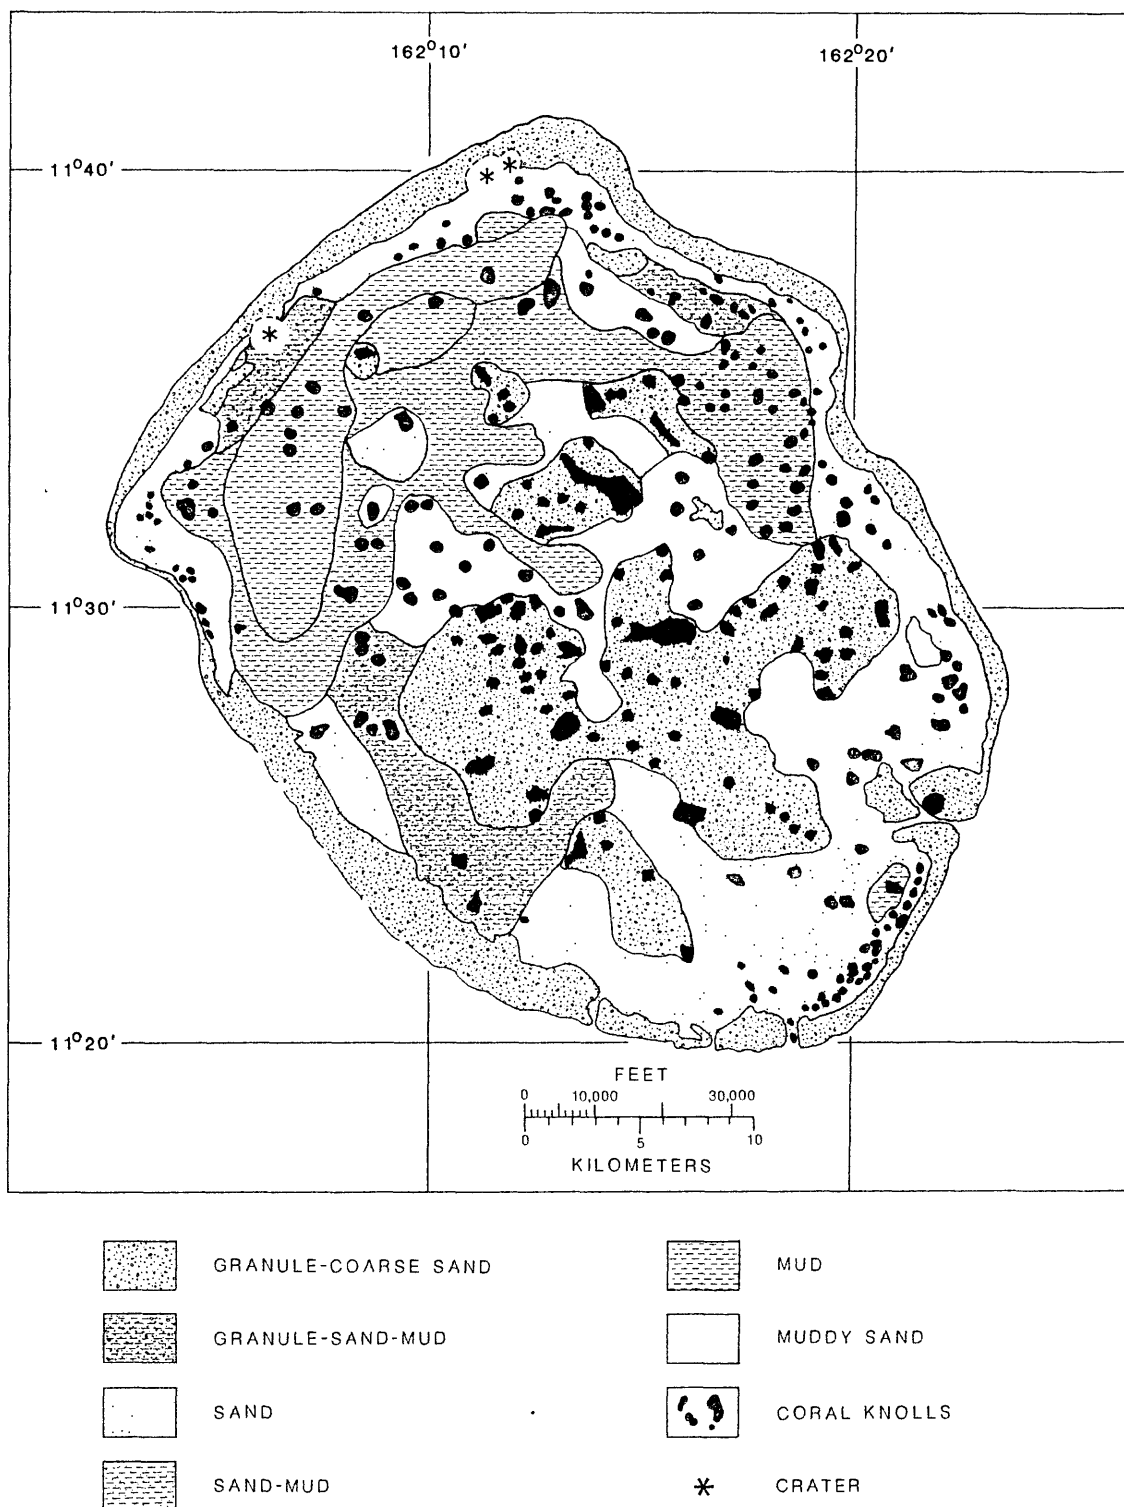 162°10'
162°20'
11°40'
11°30'
11°20'
FEET
0 10,000 30,000
0 5 10
KILOMETERS
GRANULE-COARSE SAND
MUD
GRANULE-SAND-MUD
MUDDY SAND
SAND
CORAL KNOLLS
SAND-MUD
CRATER